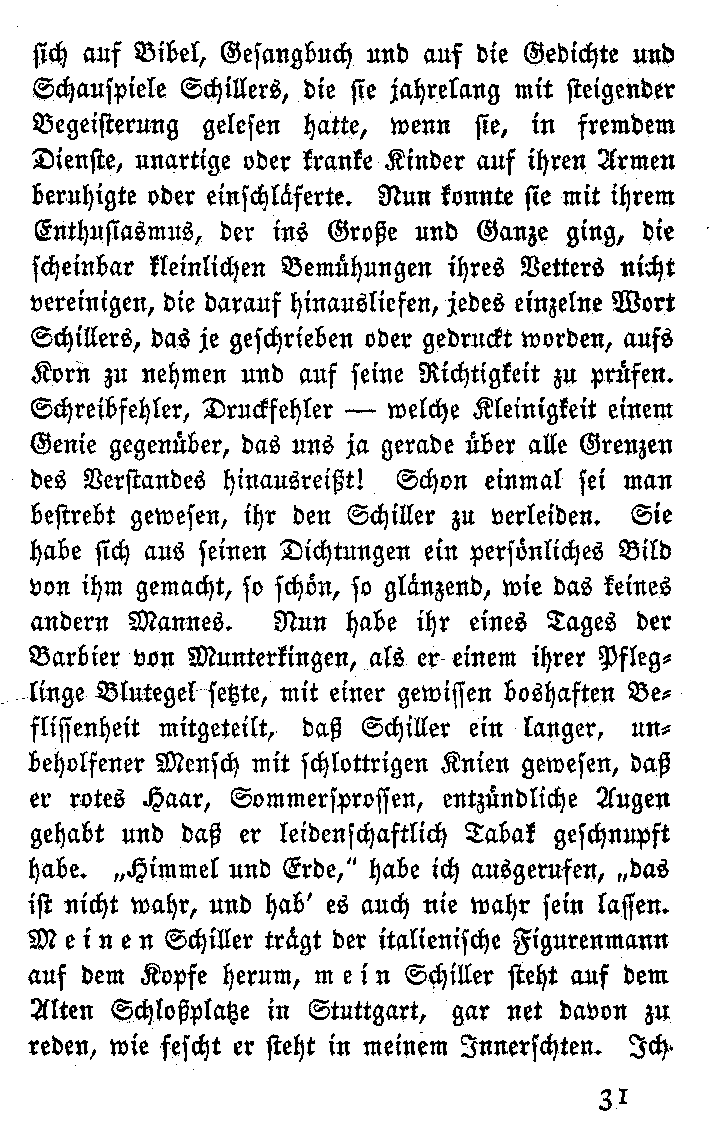 sich auf Bibel, Gesangbuch und auf die Gedichte und
Schauspiele Schillers, die sie jahrelang mit steigender
Begeisterung gelesen hatte, wenn sie, in fremdem
Dienste, unartige oder kranke Kinder auf ihren Armen
beruhigte oder einschläferte. Nun konnte sie mit ihrem
Enthusiasmus, der ins Große und Ganze ging, die
scheinbar kleinlichen Bemühungen ihres Vetters nicht
vereinigen, die darauf hinausliefen, jedes einzelne Wort
Schillers, das je geschrieben oder gedruckt worden, aufs
Korn zu nehmen und auf seine Richtigkeit zu prüfen.
Schreibfehler, Druckfehler — welche Kleinigkeit einem
Genie gegenüber, das uns ja gerade über alle Grenzen
des Verstandes hinausreißt! Schon einmal sei man
bestrebt gewesen, ihr den Schiller zu verleiden. Sie
habe sich aus seinen Dichtungen ein persönliches Bild
von ihm gemacht, so schön, so glänzend, wie das keines
andern Mannes. Nun habe ihr eines Tages der
Barbier von Munterkingen, als er einem ihrer Pfleg-
linge Blutegel setzte, mit einer gewissen boshaften Be-
flissenheit mitgeteilt, daß Schiller ein langer, un-
beholfener Mensch mit schlottrigen Knien gewesen, daß
er rotes Haar, Sommersprossen, entzündliche Augen
gehabt und daß er leidenschaftlich Tabak geschnupft
habe. „Himmel und Erde,“ habe ich ausgerufen, „das
ist nicht wahr, und hab' es auch nie wahr sein lassen.
Meinen Schiller trägt der italienische Figurenmann
auf dem Kopfe herum, mein Schiller steht auf dem
Alten Schloßplatze in Stuttgart, gar net davon zu
reden, wie fescht er steht in meinem Innerschten. Ich
31